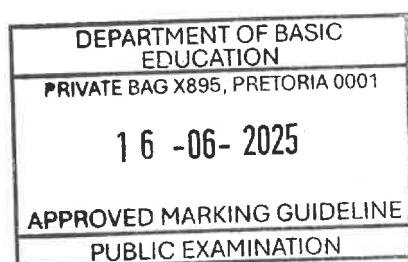 DEPARTMENT OF BASIC
EDUCATION
PRIVATE BAG X895, PRETORIA 0001
16 -06- 2025
APPROVED MARKING GUIDELINE
PUBLIC EXAMINATION